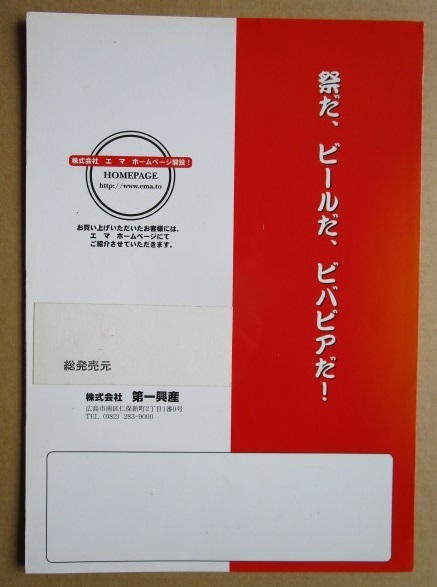 祭だ、ビールだ、ビバビアだ!
株式会社 エマ ホームページ開設!
HOMEPAGE
http://www.ema.to
お買い上げいただいたお客様には、
エマ ホームページにて
ご紹介させていただきます。
総発売元
株式会社 第一興産
広島市南区仁保新町2丁目1番9号
TEL (082) 283-9000